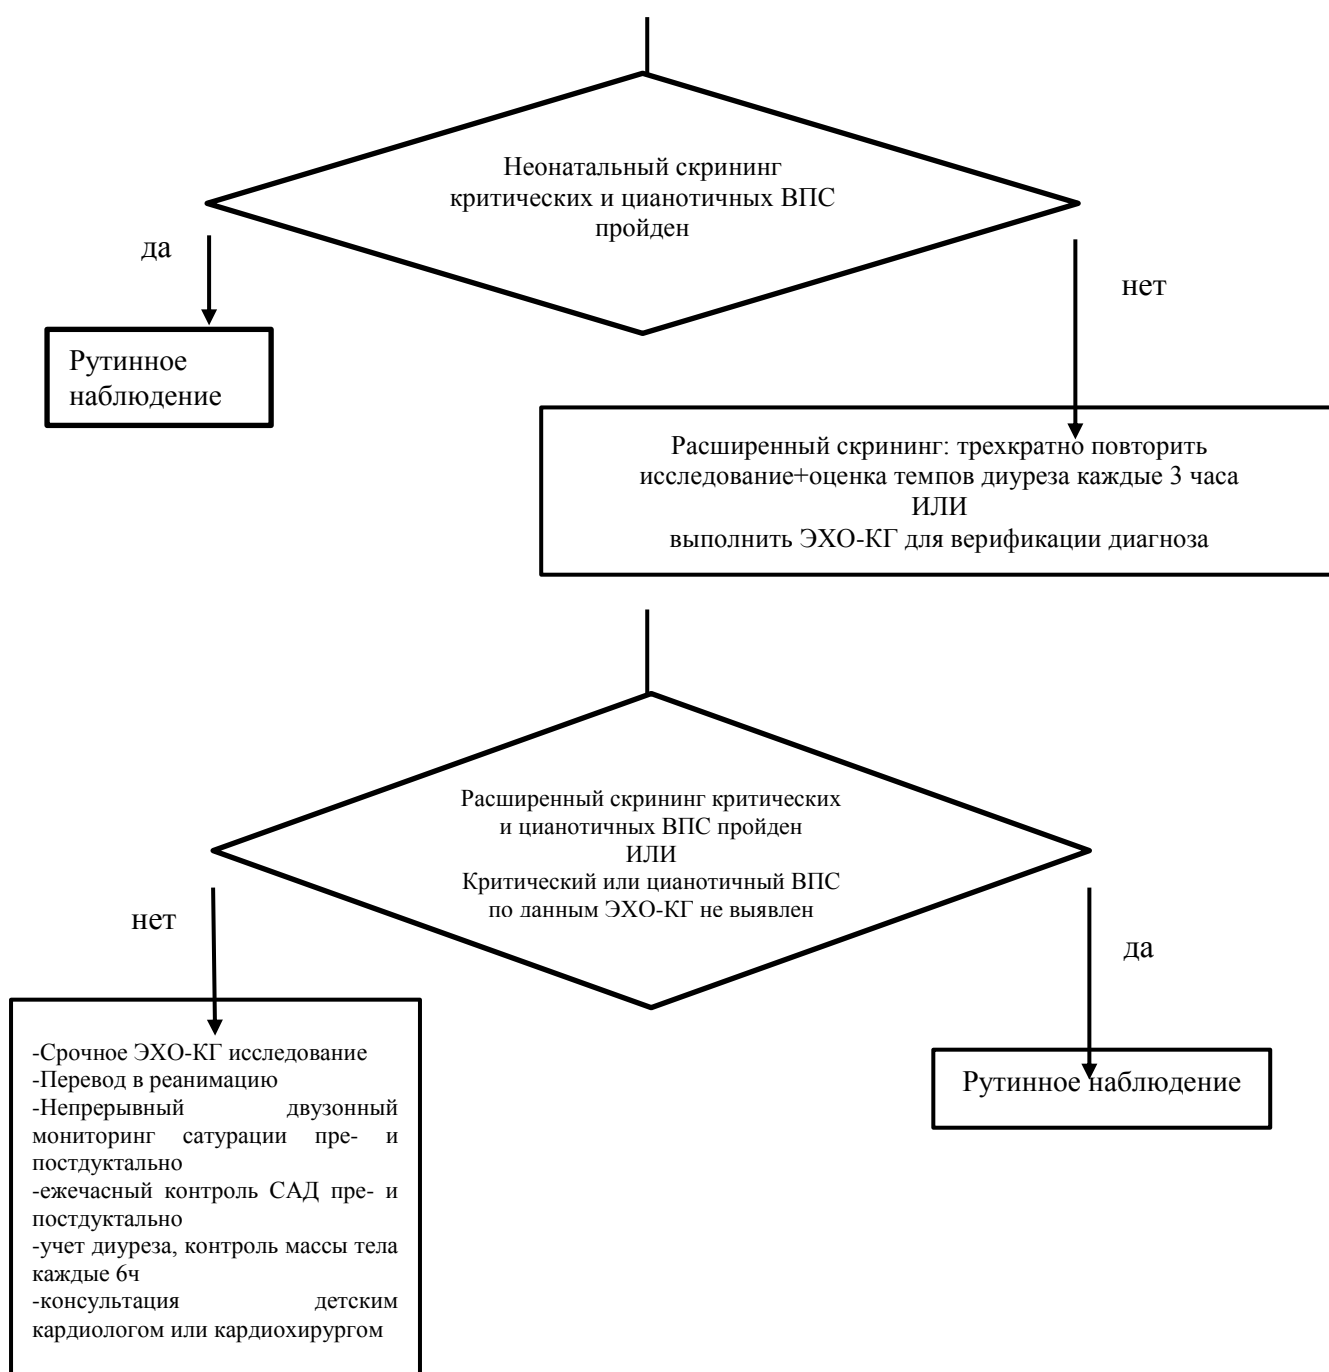 Неонатальный скрининг
критических и цианотичных ВПС
пройден
да
нет
Рутинное
наблюдение
Расширенный скрининг: трехкратно повторить
исследование+оценка темпов диуреза каждые 3 часа
ИЛИ
выполнить ЭХО-КГ для верификации диагноза
Расширенный скрининг критических
и цианотичных ВПС пройден
ИЛИ
Критический или цианотичный ВПС
по данным ЭХО-КГ не выявлен
нет
да
-Срочное ЭХО-КГ исследование
-Перевод в реанимацию
-Непрерывный двузонный
мониторинг сатурации пре- и
постдуктально
-ежечасный контроль САД пре- и
постдуктально
-учет диуреза, контроль массы тела
каждые 6ч
-консультация детским
кардиологом или кардиохирургом
Рутинное наблюдение